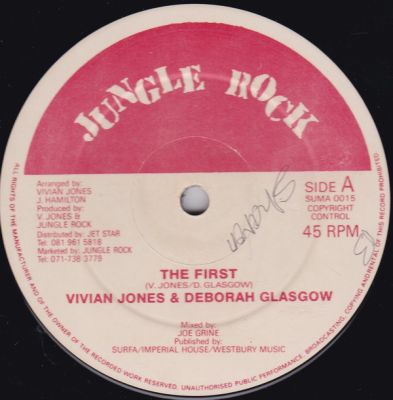 JUNGLE ROCK
Arranged by:
VIVIAN JONES
J. HAMILTON
Produced by:
V. JONES &
JUNGLE ROCK
Distributed by: JET STAR
Tel: 081 961 5818
Marketed by: JUNGLE ROCK
Tel: 071-738 3779
SIDE A
SUMA 0015
COPYRIGHT
CONTROL
45 RPM
THE FIRST
(V. JONES/D. GLASGOW)
VIVIAN JONES & DEBORAH GLASGOW
Mixed by:
JOE GRINE
Published by:
SURFA/IMPERIAL HOUSE/WESTBURY MUSIC
ALL RIGHTS OF THE MANUFACTURER AND OF THE OWNER OF THE RECORDED WORK RESERVED. UNAUTHORISED PUBLIC PERFORMANCE, BROADCASTING, COPYING AND RENTAL OF THIS RECORD PROHIBITED.